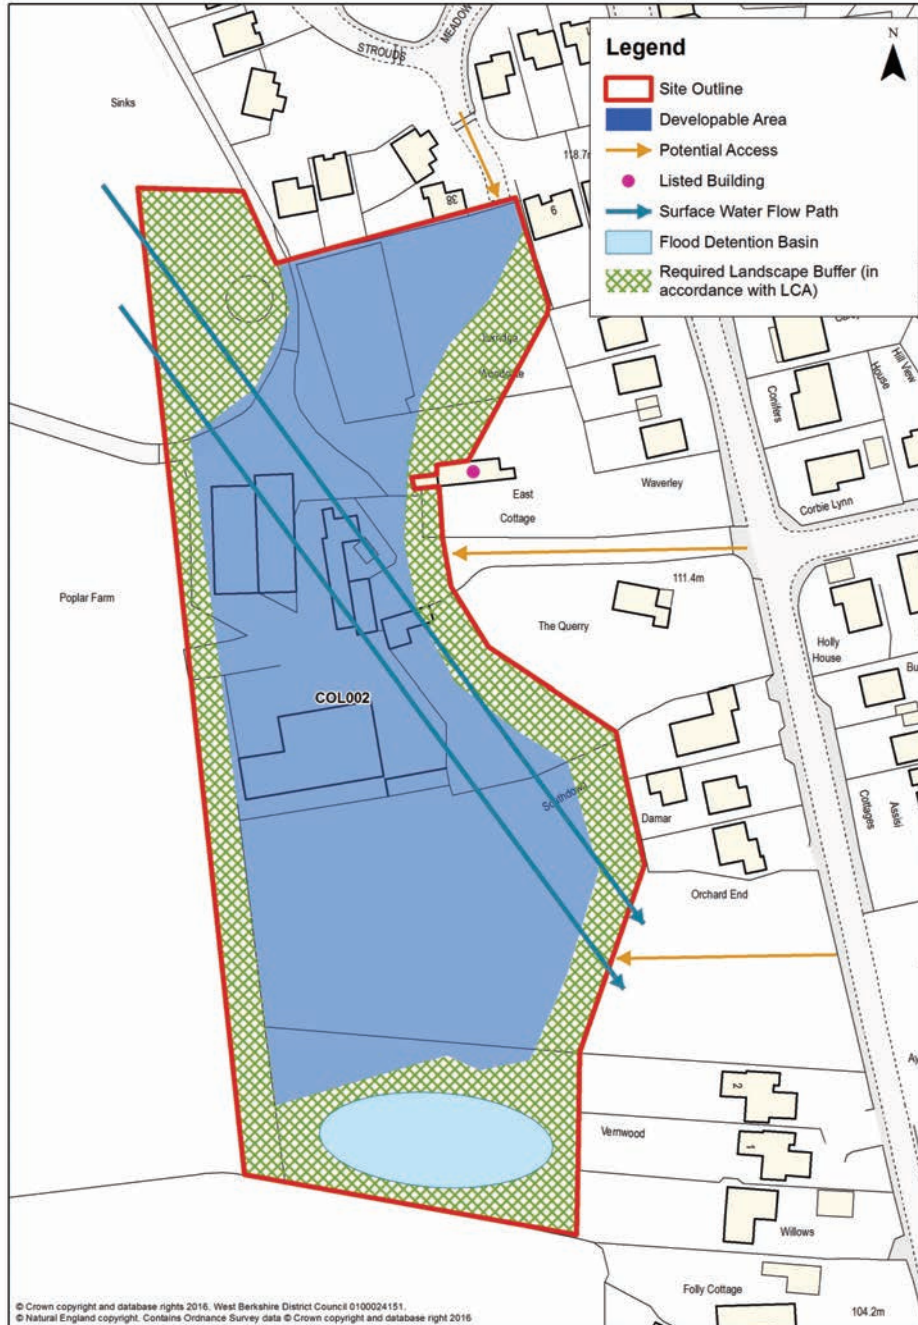 Legend
N
Site Outline
Developable Area
Potential Access
Listed Building
Surface Water Flow Path
Flood Detention Basin
Required Landscape Buffer (in
accordance with LCA)
STROUDS
MEADOW
Sinks
118.7m
38
9
Hill View
House
Conifers
Waverley
Corbie Lynn
East
Cottage
111.4m
Poplar Farm
The Querry
Holly
House
COL002
Southdown
Damar
Cottages
Assisi
Orchard End
2
Vernwood
1
Willows
Folly Cottage
104.2m
© Crown copyright and database rights 2016. West Berkshire District Council 0100024151.
© Natural England copyright. Contains Ordnance Survey data © Crown copyright and database right 2016